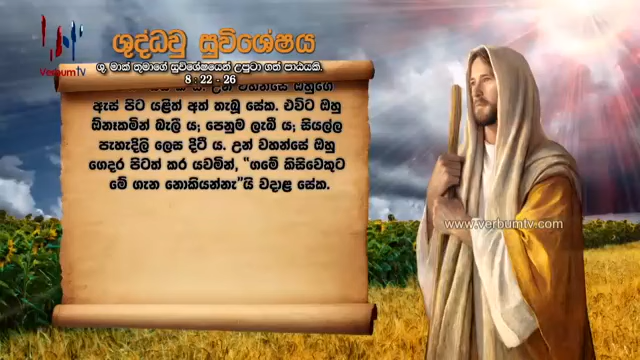 ශුද්ධවූ සුවිශේෂය
ශු. මාක් තුමාගේ සුවිශේෂයෙන් උපුටා ගත් පාඨයකි.
8 : 22 - 26
VerbumTV
ඇස් පිට යළිත් අත් තැබූ සේක. එවිට ඔහු
ඕනෑකමින් බැලී ය; පෙනුම ලැබී ය; සියල්ල
පැහැදිලි ලෙස දිටී ය. උන් වහන්සේ ඔහු
ගෙදර පිටත් කර යවමින්, “ගමේ කිසිවෙකුට
මේ ගැන නොකියන්නැ”යි වදාළ සේක.
www.verbumtv.com